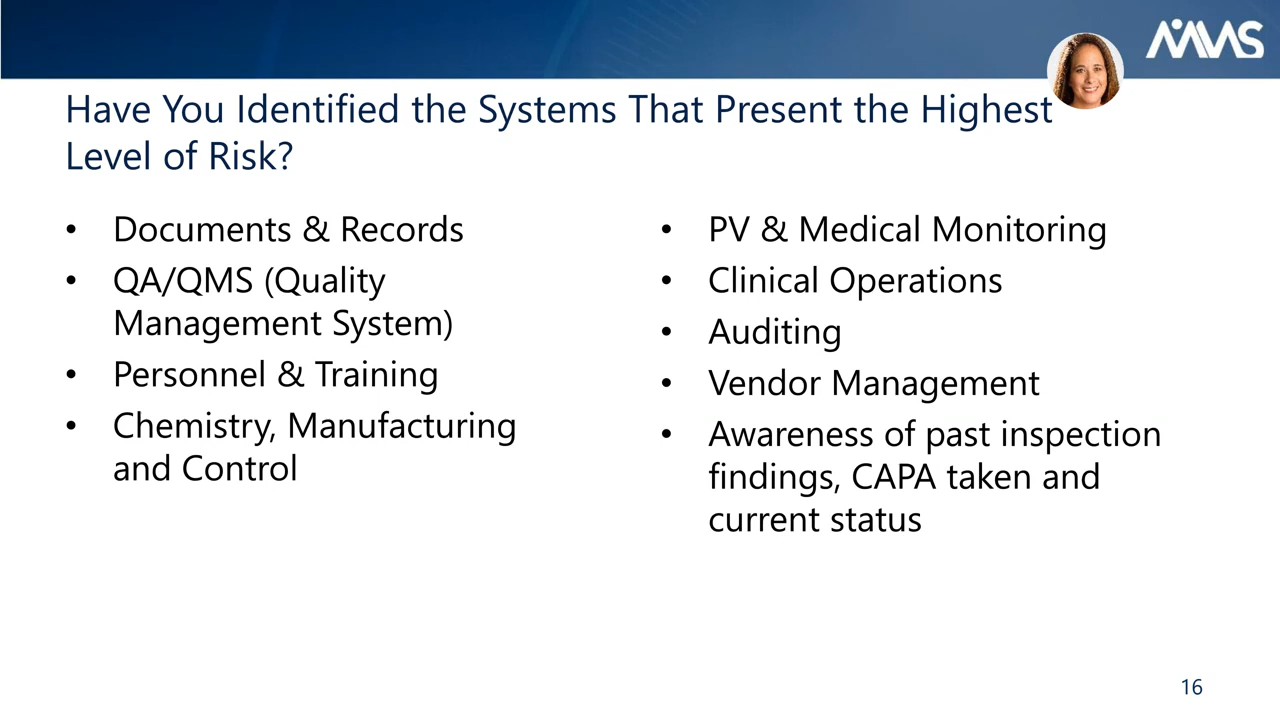 MMS
Have You Identified the Systems That Present the Highest
Level of Risk?
• Documents & Records
• QA/QMS (Quality
Management System)
• Personnel & Training
• Chemistry, Manufacturing
and Control
• PV & Medical Monitoring
• Clinical Operations
• Auditing
• Vendor Management
• Awareness of past inspection
findings, CAPA taken and
current status
16